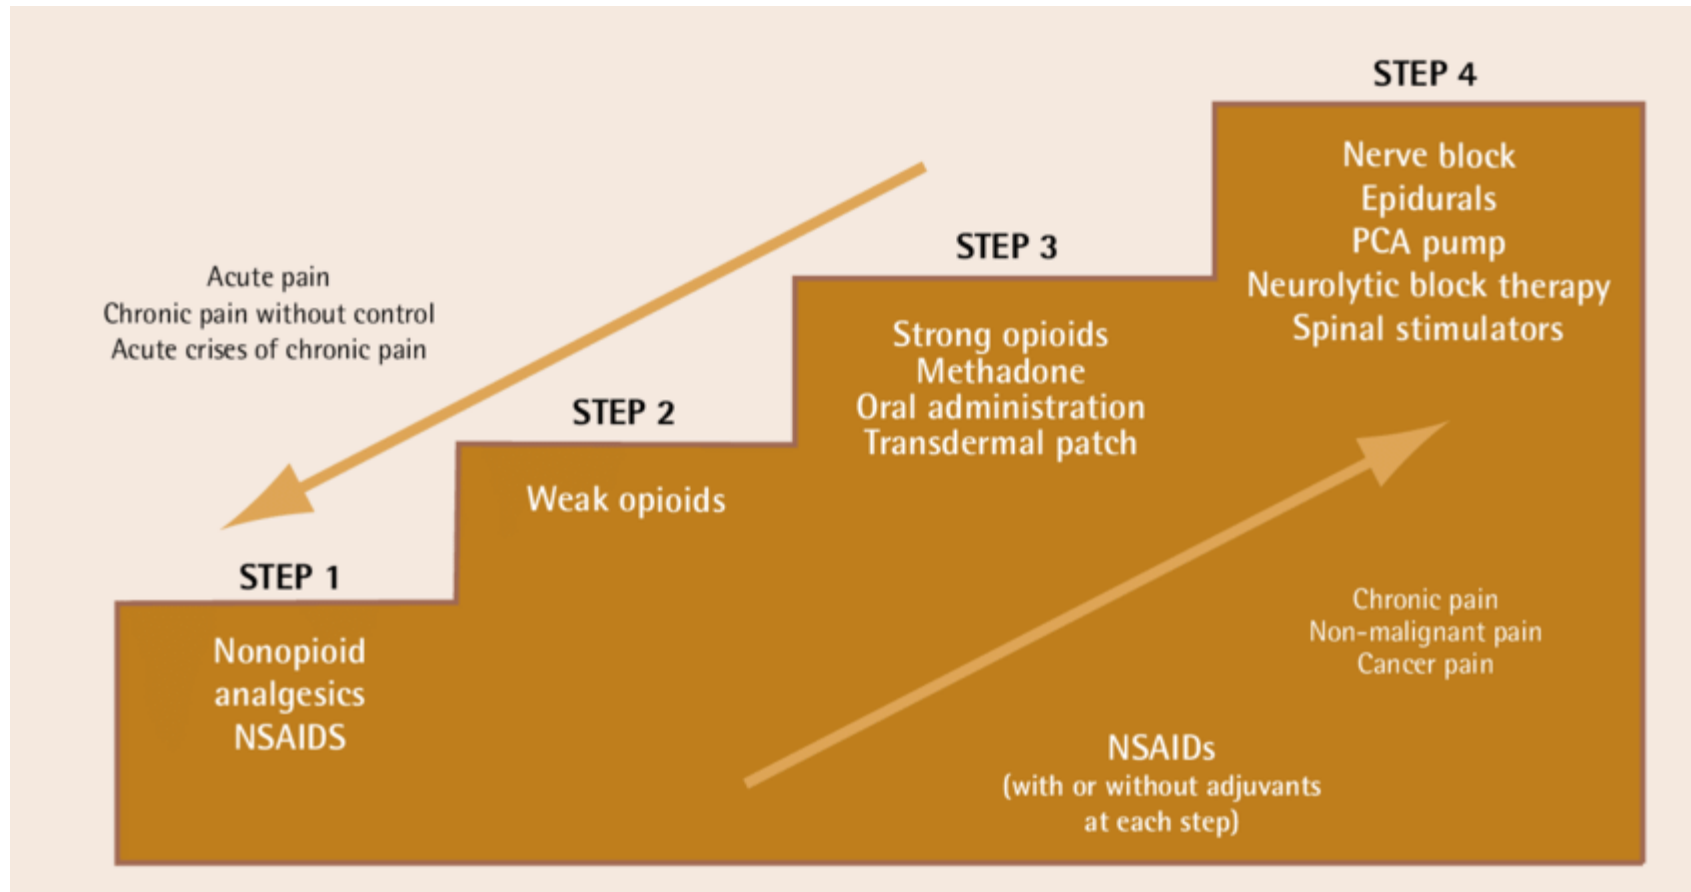 STEP 4
Nerve block
Epidurals
PCA pump
Neurolytic block therapy
Spinal stimulators
STEP 3
Strong opioids
Methadone
Oral administration
Transdermal patch
Acute pain
Chronic pain without control
Acute crises of chronic pain
STEP 2
Weak opioids
STEP 1
Nonopioid
analgesics
NSAIDS
Chronic pain
Non-malignant pain
Cancer pain
NSAIDs
(with or without adjuvants
at each step)